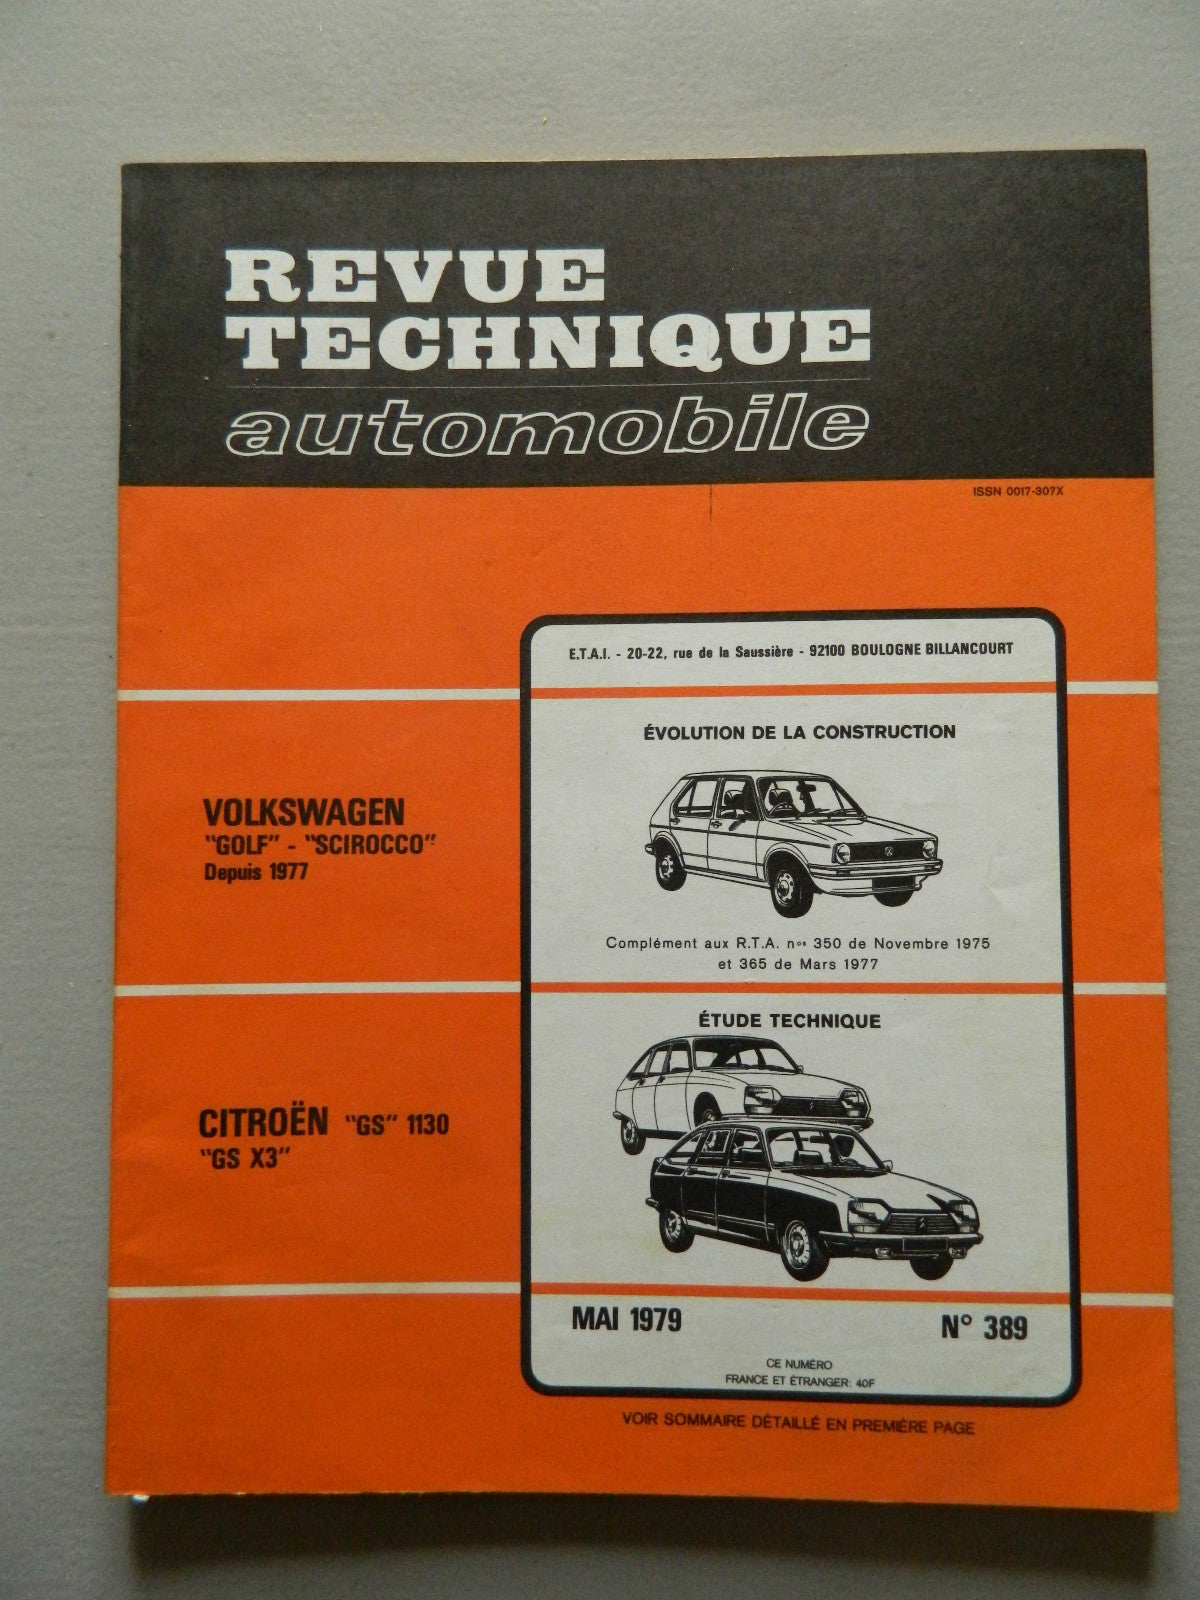 REVUE
TECHNIQUE
automobile
ISSN 0017-307X
E.T.A.I. - 20-22, rue de la Saussière - 92100 BOULOGNE BILLANCOURT
ÉVOLUTION DE LA CONSTRUCTION
VOLKSWAGEN
"GOLF" - "SCIROCCO"
Depuis 1977
Complément aux R.T.A. nos 350 de Novembre 1975
et 365 de Mars 1977
ÉTUDE TECHNIQUE
CITROËN "GS" 1130
"GS X3"
MAI 1979
N° 389
CE NUMÉRO
FRANCE ET ÉTRANGER: 40F
VOIR SOMMAIRE DÉTAILLÉ EN PREMIÈRE PAGE